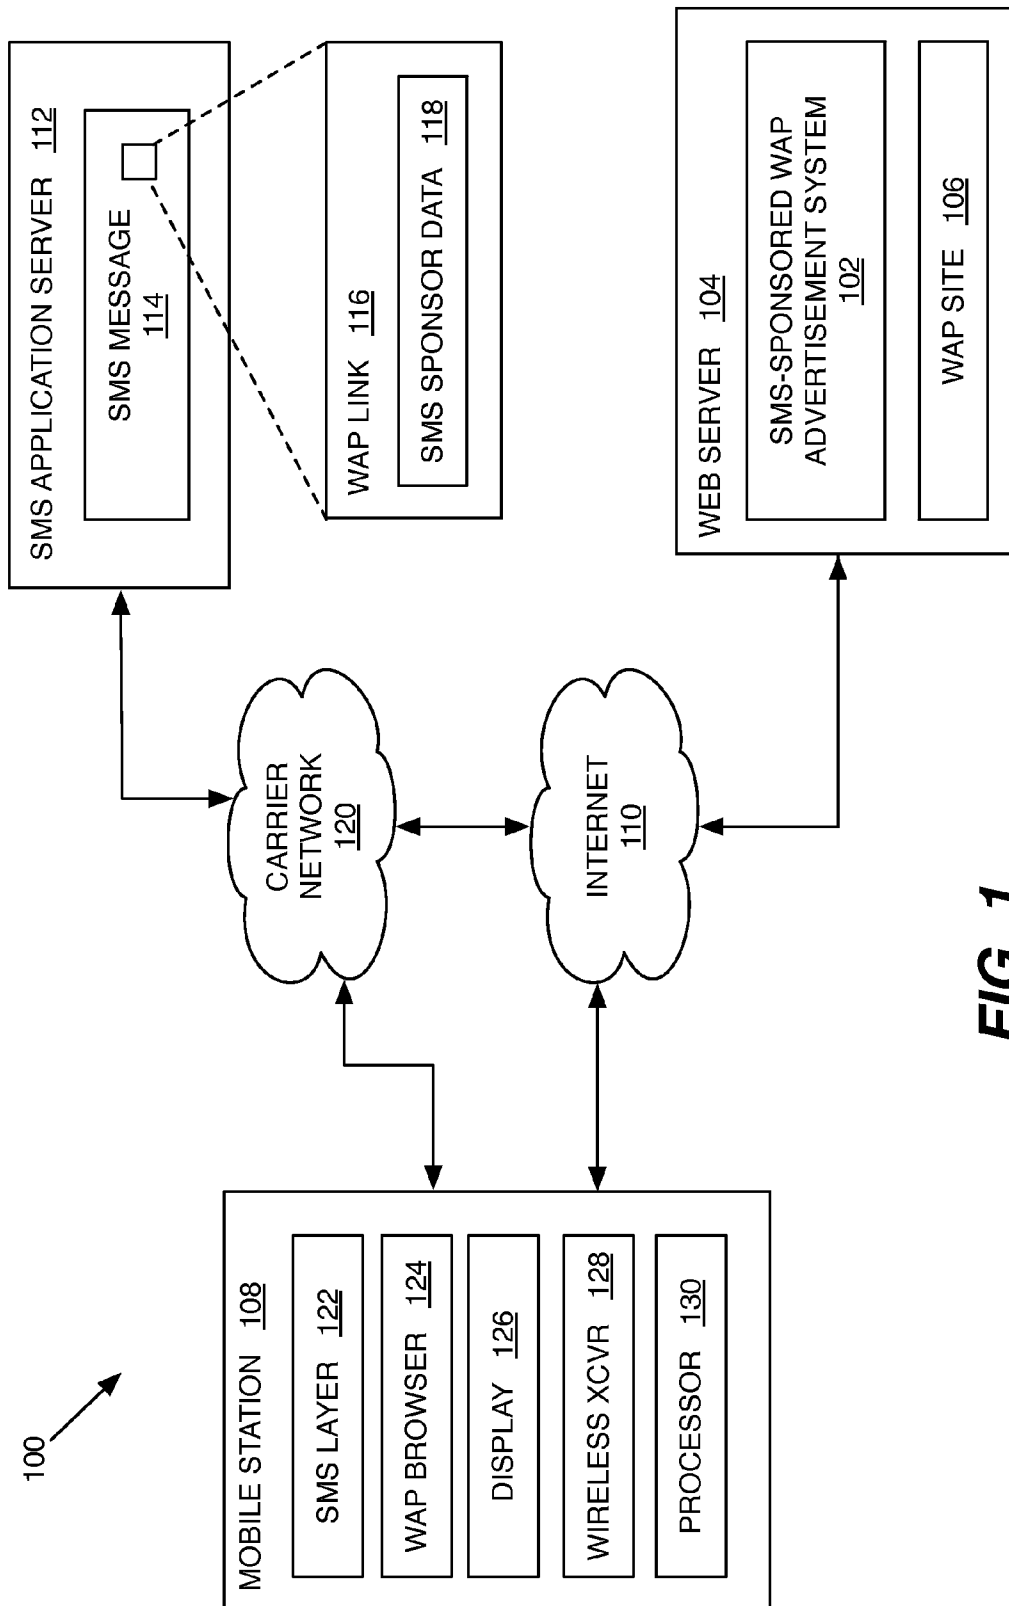 100
MOBILE STATION 108
SMS LAYER 122
WAP BROWSER 124
DISPLAY 126
WIRELESS XCVR 128
PROCESSOR 130
CARRIER
NETWORK
120
INTERNET
110
SMS APPLICATION SERVER 112
SMS MESSAGE
114
WAP LINK 116
SMS SPONSOR DATA 118
WEB SERVER 104
SMS-SPONSORED WAP
ADVERTISEMENT SYSTEM
102
WAP SITE 106
FIG. 1